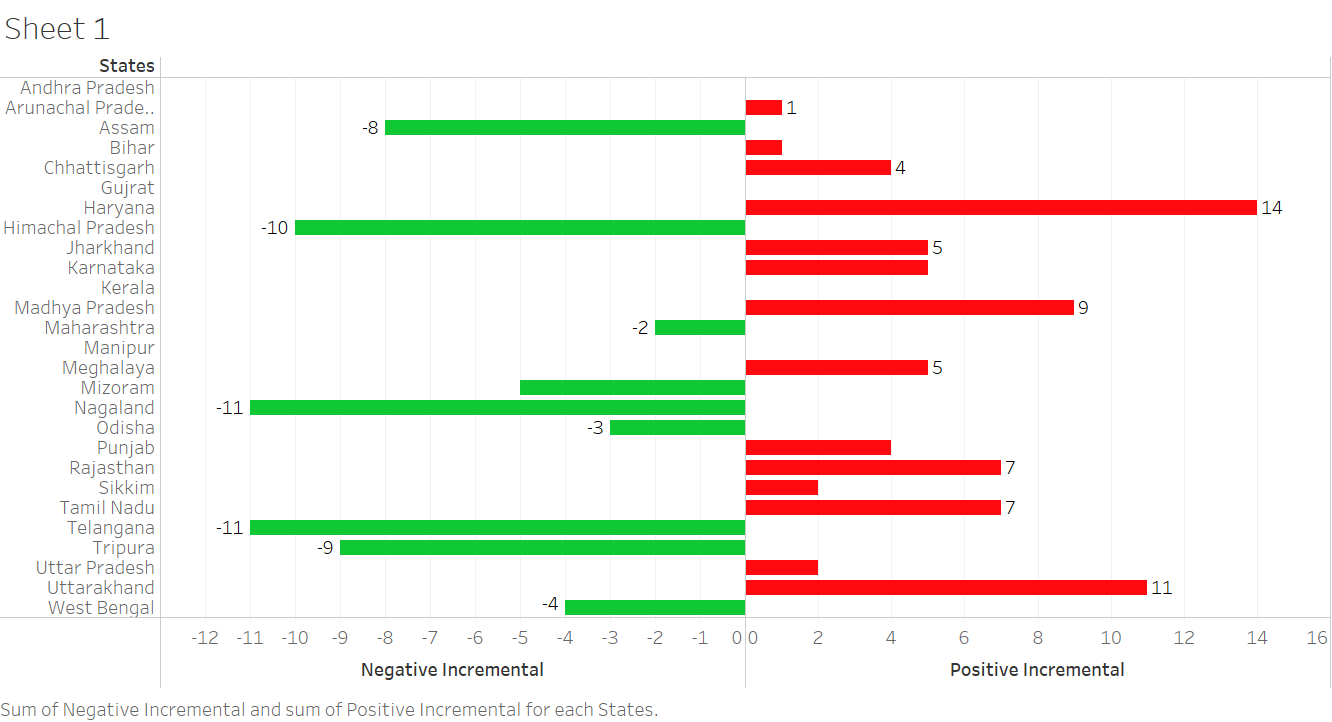 Sheet 1
States
Andhra Pradesh
Arunachal Prade.. 1
Assam -8
Bihar
Chhattisgarh 4
Gujrat
Haryana 14
Himachal Pradesh -10
Jharkhand 5
Karnataka
Kerala
Madhya Pradesh 9
Maharashtra -2
Manipur
Meghalaya 5
Mizoram
Nagaland -11
Odisha -3
Punjab
Rajasthan 7
Sikkim
Tamil Nadu 7
Telangana -11
Tripura -9
Uttar Pradesh
Uttarakhand 11
West Bengal -4
-12 -11 -10 -9 -8 -7 -6 -5 -4 -3 -2 -1 0 0 2 4 6 8 10 12 14 16
Negative Incremental Positive Incremental
Sum of Negative Incremental and sum of Positive Incremental for each States.